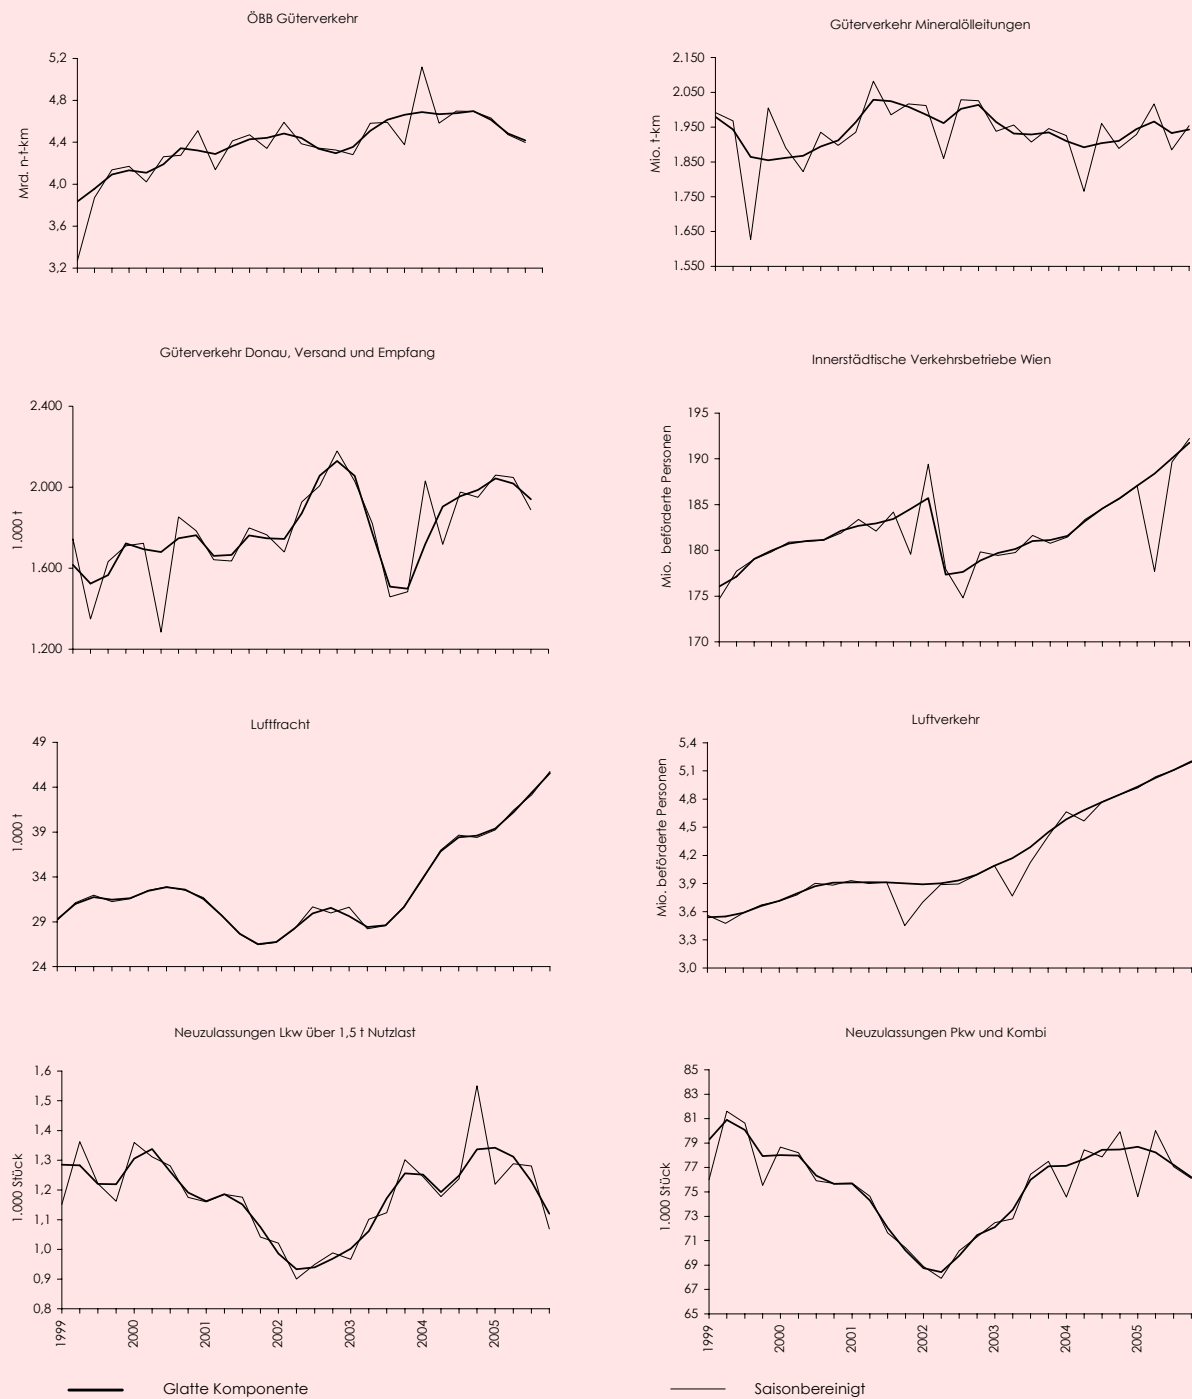 ÖBB Güterverkehr
Mrd. n-t-km
5,2
4,8
4,4
4,0
3,6
3,2
Güterverkehr Mineralölleitungen
Mio. t-km
2.150
2.050
1.950
1.850
1.750
1.650
1.550
Güterverkehr Donau, Versand und Empfang
1.000 t
2.400
2.000
1.600
1.200
Innerstädtische Verkehrsbetriebe Wien
Mio. beförderte Personen
195
190
185
180
175
170
Luftfracht
1.000 t
49
44
39
34
29
24
Luftverkehr
Mio. beförderte Personen
5,4
5,1
4,8
4,5
4,2
3,9
3,6
3,3
3,0
Neuzulassungen Lkw über 1,5 t Nutzlast
1.000 Stück
1,6
1,5
1,4
1,3
1,2
1,1
1,0
0,9
0,8
1999 2000 2001 2002 2003 2004 2005
Neuzulassungen Pkw und Kombi
1.000 Stück
85
83
81
79
77
75
73
71
69
67
65
1999 2000 2001 2002 2003 2004 2005
Glatte Komponente
Saisonbereinigt